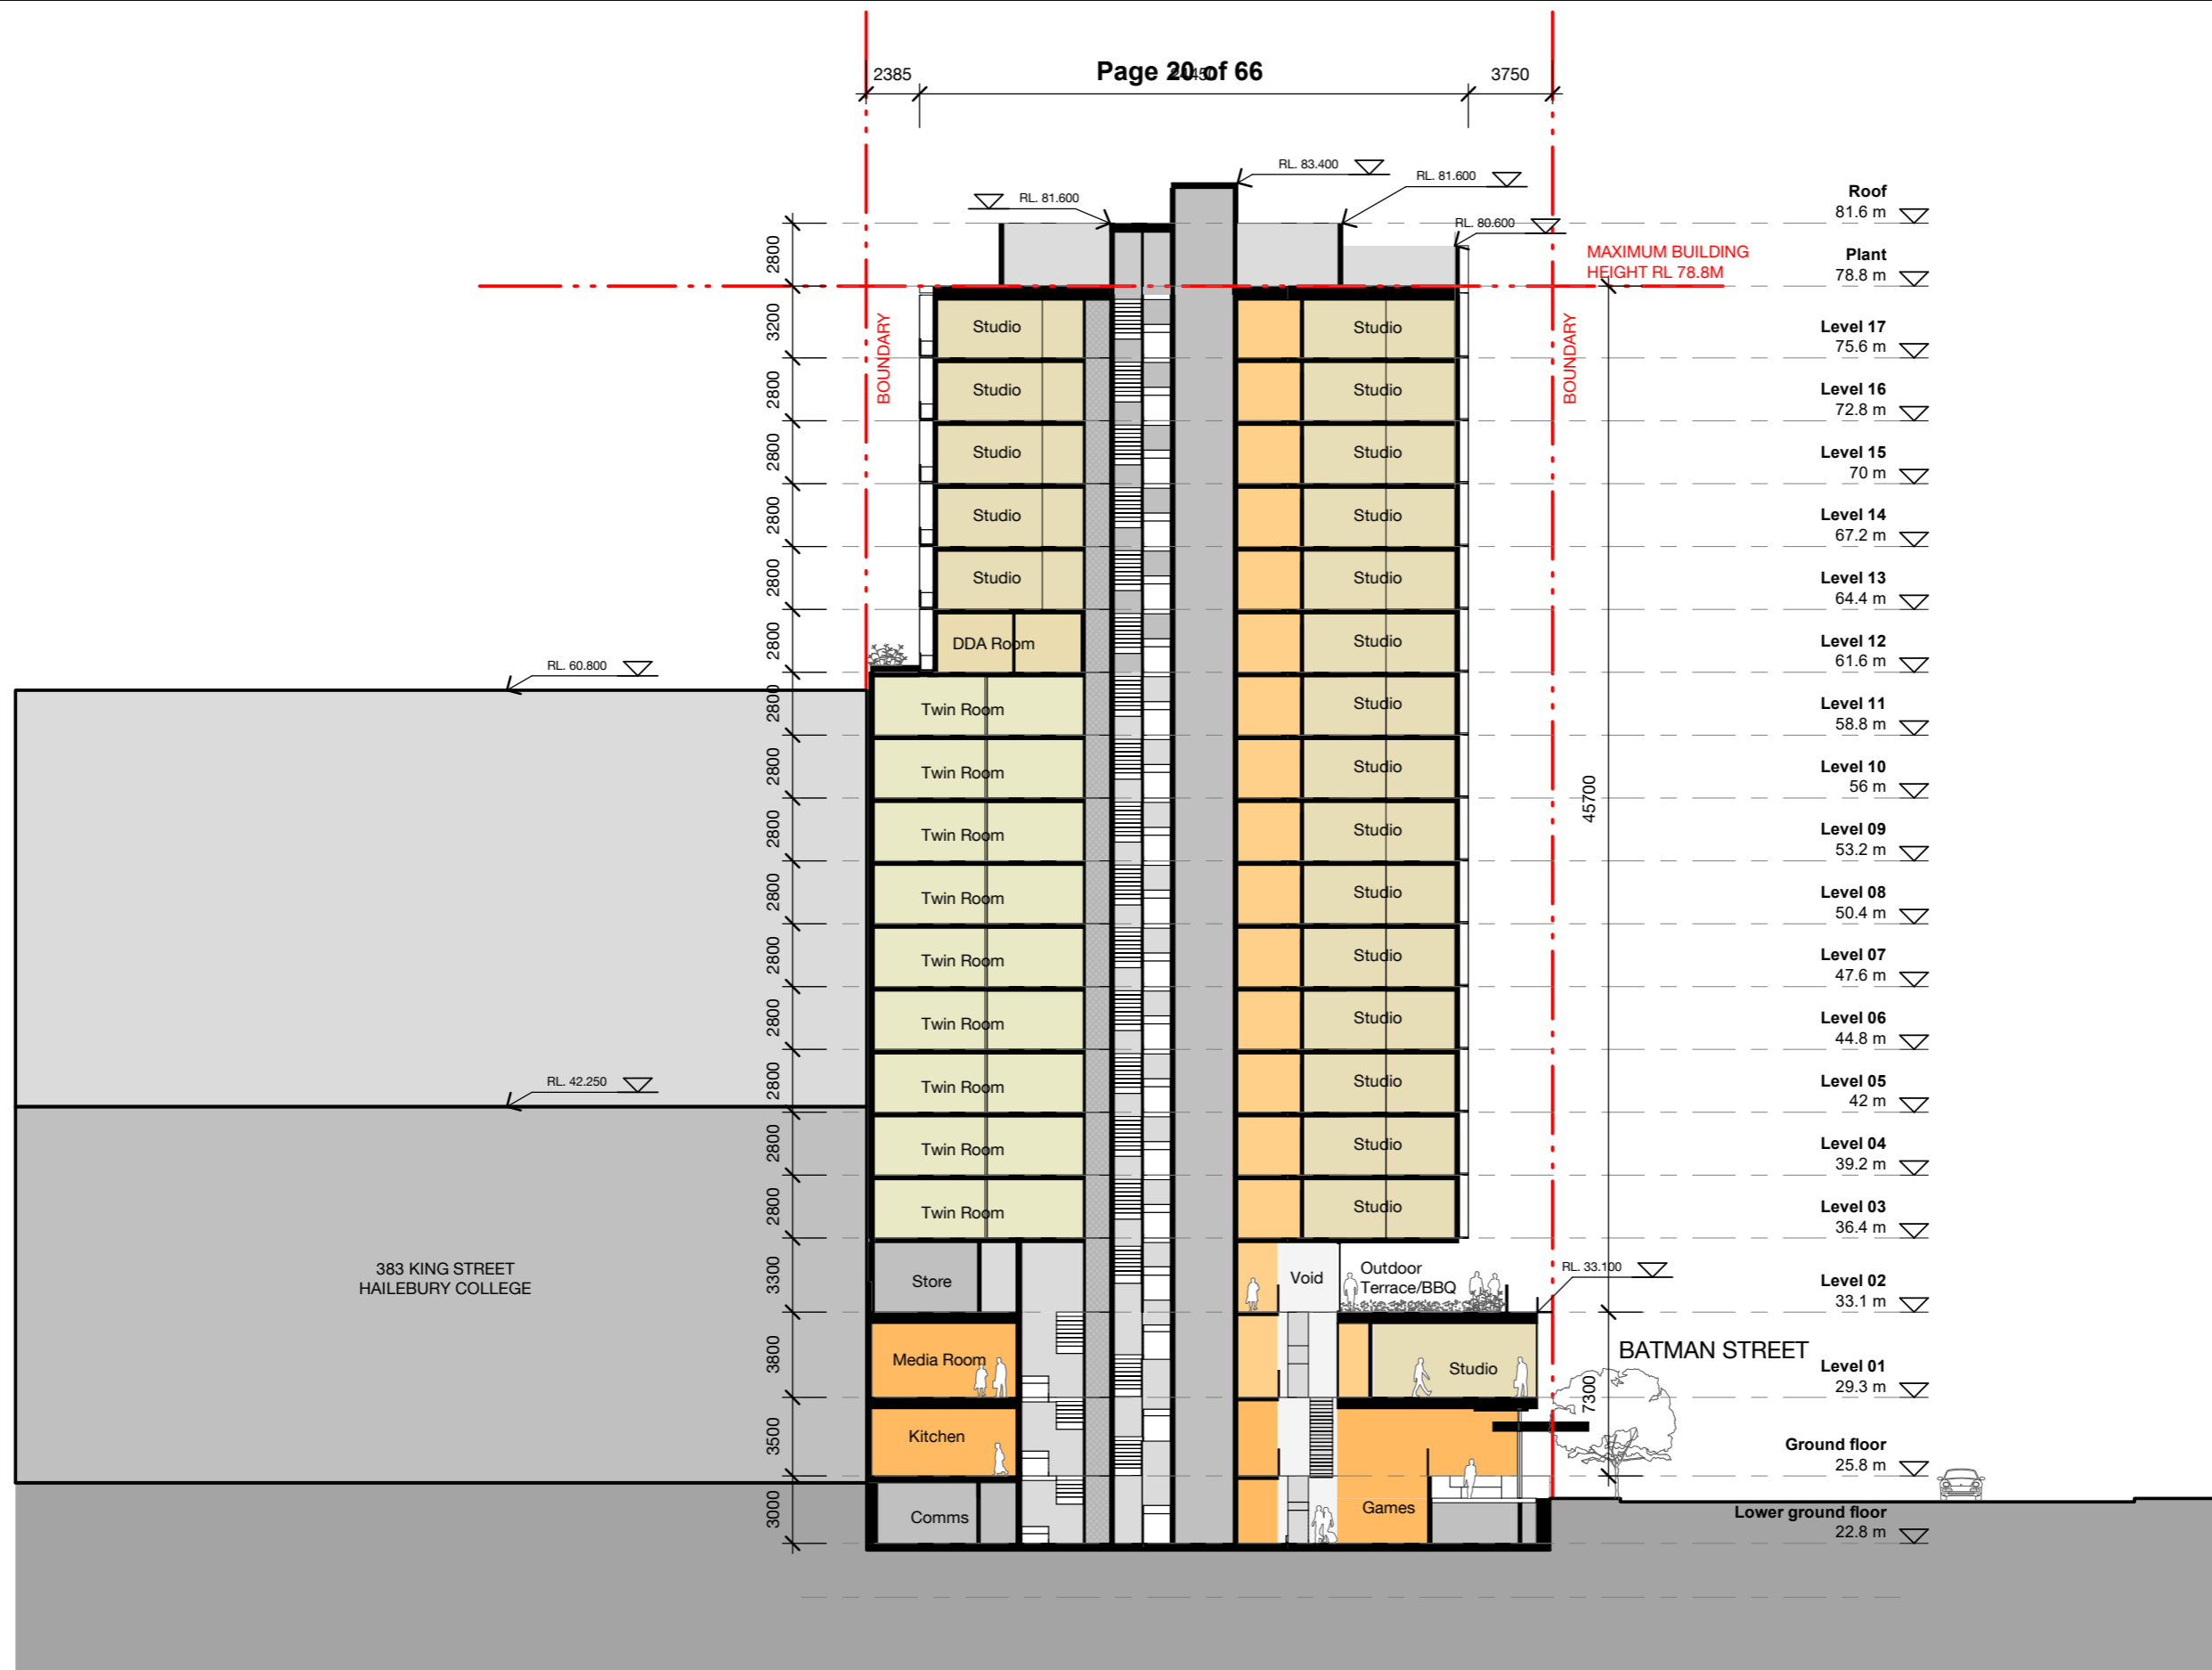 Page 20 of 66
2385
3750
RL. 83.400
RL. 81.600
RL. 81.600
RL. 80.600
MAXIMUM BUILDING
HEIGHT RL 78.8M
BOUNDARY
BOUNDARY
Roof
81.6 m
Plant
78.8 m
Level 17
75.6 m
Level 16
72.8 m
Level 15
70 m
Level 14
67.2 m
Level 13
64.4 m
Level 12
61.6 m
Level 11
58.8 m
Level 10
56 m
Level 09
53.2 m
Level 08
50.4 m
Level 07
47.6 m
Level 06
44.8 m
Level 05
42 m
Level 04
39.2 m
Level 03
36.4 m
Level 02
33.1 m
Level 01
29.3 m
Ground floor
25.8 m
Lower ground floor
22.8 m
2800
3200
2800
2800
2800
2800
2800
2800
2800
2800
2800
2800
2800
2800
2800
2800
3300
3800
3500
3000
Studio
Studio
Studio
Studio
Studio
Studio
Studio
Studio
Studio
Studio
DDA Room
Studio
Twin Room
Studio
Twin Room
Studio
Twin Room
Studio
Twin Room
Studio
Twin Room
Studio
Twin Room
Studio
Twin Room
Studio
Twin Room
Studio
Twin Room
Studio
RL. 60.800
RL. 42.250
383 KING STREET
HAILEBURY COLLEGE
45700
7300
Store
Void
Outdoor
Terrace/BBQ
RL. 33.100
BATMAN STREET
Media Room
Studio
Kitchen
Comms
Games